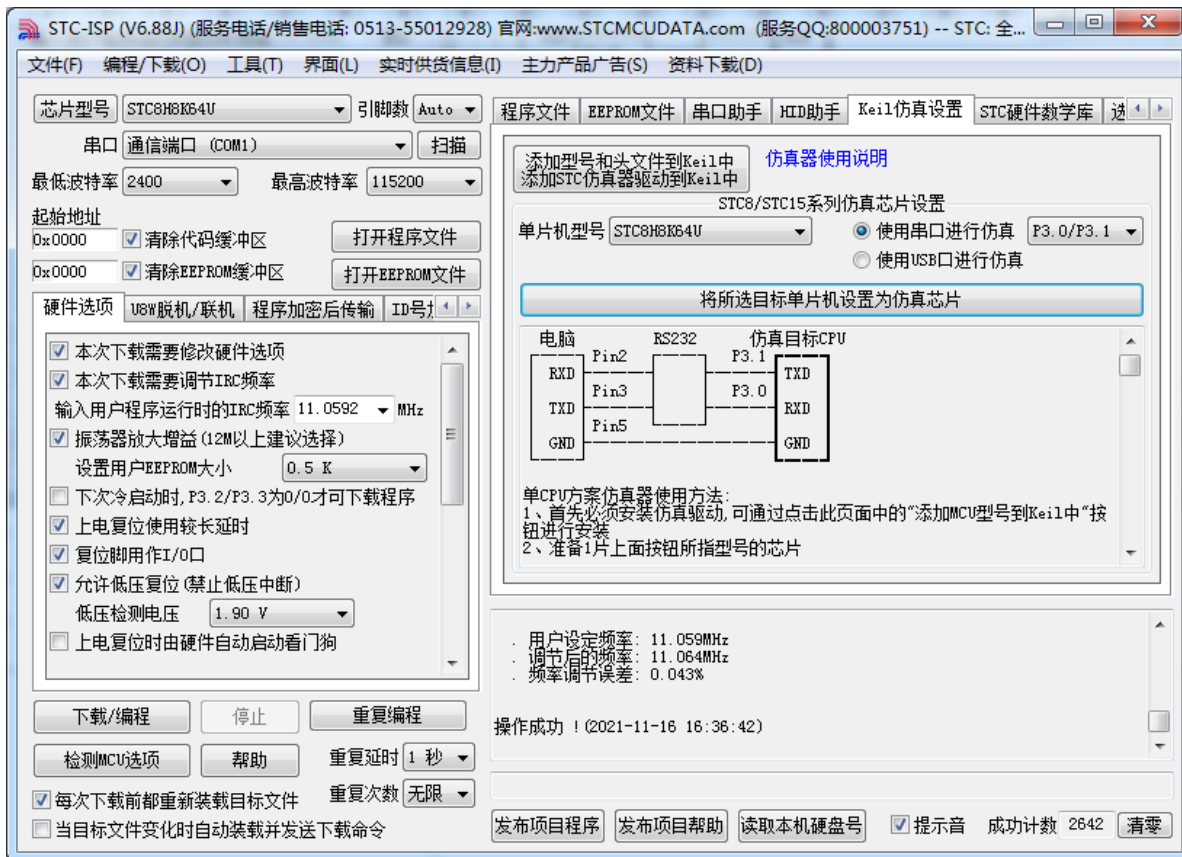 STC-ISP (V6.88J) (服务电话/销售电话: 0513-55012928) 官网:www.STCMCUDATA.com (服务QQ:800003751) -- STC: 全...
文件(F) 编程/下载(O) 工具(T) 界面(L) 实时供货信息(I) 主力产品广告(S) 资料下载(D)
芯片型号 STC8H8K64U 引脚数 Auto
串口 通信端口 (COM1) 扫描
最低波特率 2400 最高波特率 115200
起始地址
0x0000 清除代码缓冲区 打开程序文件
0x0000 清除EEPROM缓冲区 打开EEPROM文件
硬件选项 U8W脱机/联机 程序加密后传输 ID号
本次下载需要修改硬件选项
本次下载需要调节IRC频率
输入用户程序运行时的IRC频率 11.0592 MHz
振荡器放大增益(12M以上建议选择)
设置用户EEPROM大小 0.5 K
下次冷启动时,P3.2/P3.3为0/0才可下载程序
上电复位使用较长延时
复位脚用作I/O口
允许低压复位(禁止低压中断)
低压检测电压 1.90 V
上电复位时由硬件自动启动看门狗
下载/编程 停止 重复编程
检测MCU选项 帮助 重复延时 1 秒
每次下载前都重新装载目标文件 重复次数 无限
当目标文件变化时自动装载并发送下载命令
程序文件 EEPROM文件 串口助手 HID助手 Keil仿真设置 STC硬件数学库 选
添加型号和头文件到Keil中
添加STC仿真器驱动到Keil中
仿真器使用说明
STC8/STC15系列仿真芯片设置
单片机型号 STC8H8K64U 使用串口进行仿真 P3.0/P3.1
使用USB口进行仿真
将所选目标单片机设置为仿真芯片
电脑 RS232 仿真目标CPU
Pin2 P3.1
RXD TXD
Pin3 P3.0
TXD RXD
Pin5
GND GND
单CPU方案仿真器使用方法:
1、首先必须安装仿真驱动,可通过点击此页面中的"添加MCU型号到Keil中"按
钮进行安装
2、准备1片上面按钮所指型号的芯片
. 用户设定频率: 11.059MHz
. 调节后的频率: 11.064MHz
. 频率调节误差: 0.043%
操作成功 !(2021-11-16 16:36:42)
发布项目程序 发布项目帮助 读取本机硬盘号 提示音 成功计数 2642 清零